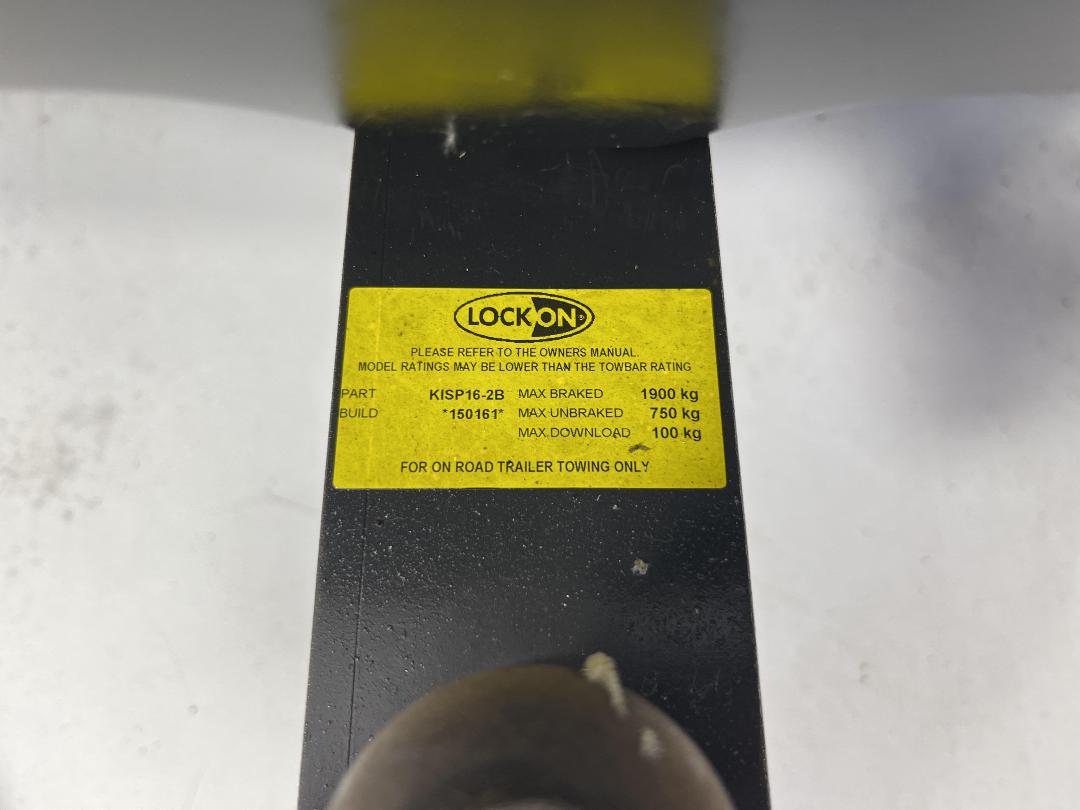 LOCKON®
PLEASE REFER TO THE OWNERS MANUAL.
MODEL RATINGS MAY BE LOWER THAN THE TOWBAR RATING
PART KISP16-2B MAX BRAKED 1900 kg
BUILD *150161* MAX UNBRAKED 750 kg
MAX DOWNLOAD 100 kg
FOR ON ROAD TRAILER TOWING ONLY